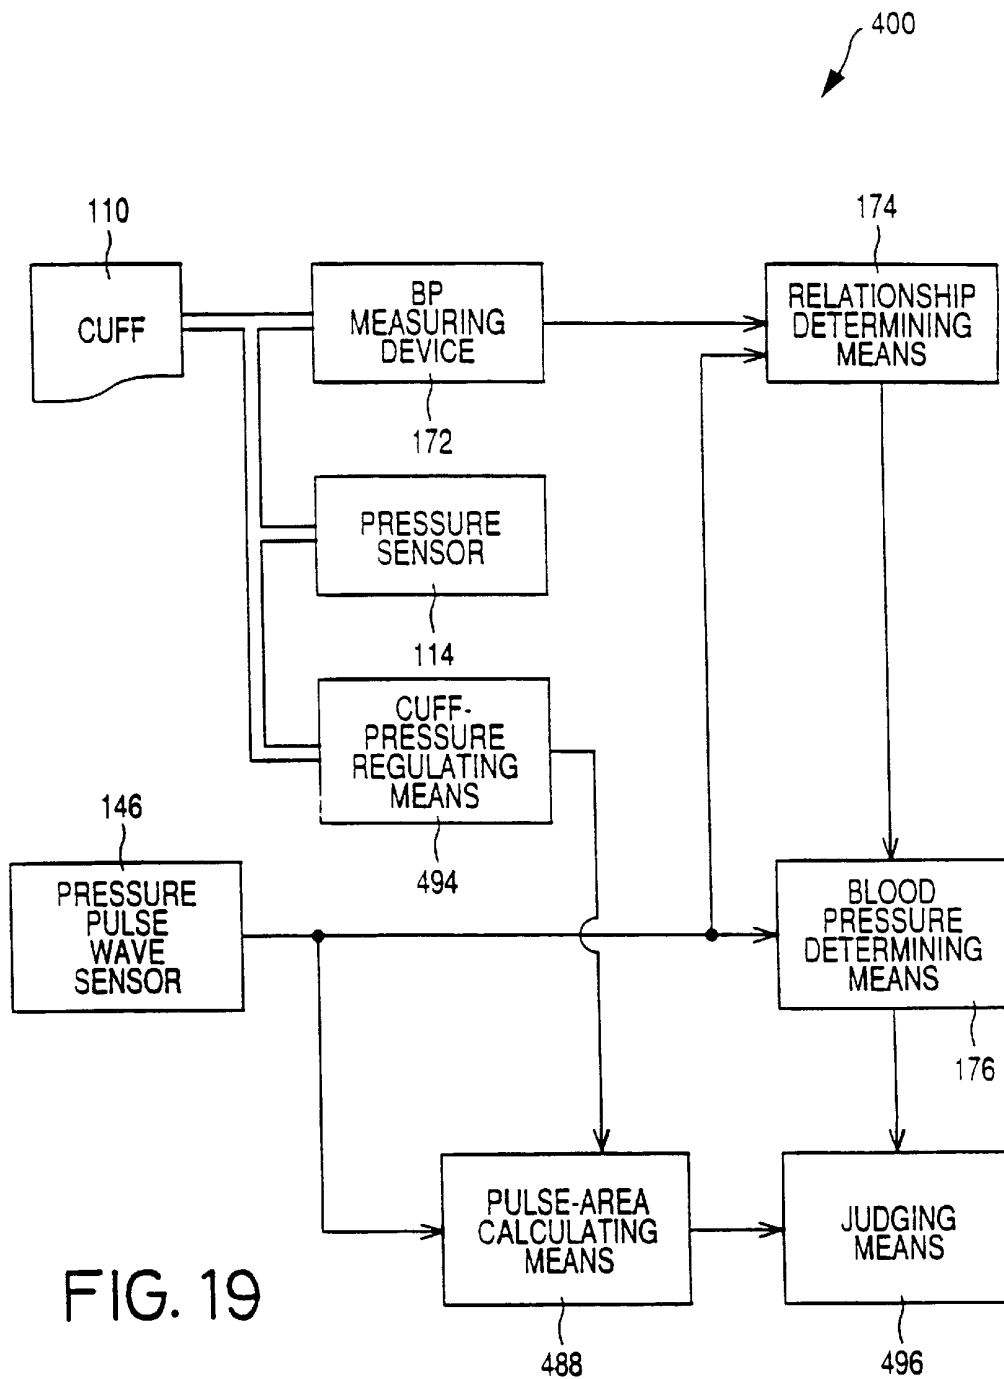 400
110
CUFF
BP
MEASURING
DEVICE
172
174
RELATIONSHIP
DETERMINING
MEANS
PRESSURE
SENSOR
114
CUFF-
PRESSURE
REGULATING
MEANS
494
146
PRESSURE
PULSE
WAVE
SENSOR
BLOOD
PRESSURE
DETERMINING
MEANS
176
PULSE-AREA
CALCULATING
MEANS
488
JUDGING
MEANS
496
FIG. 19